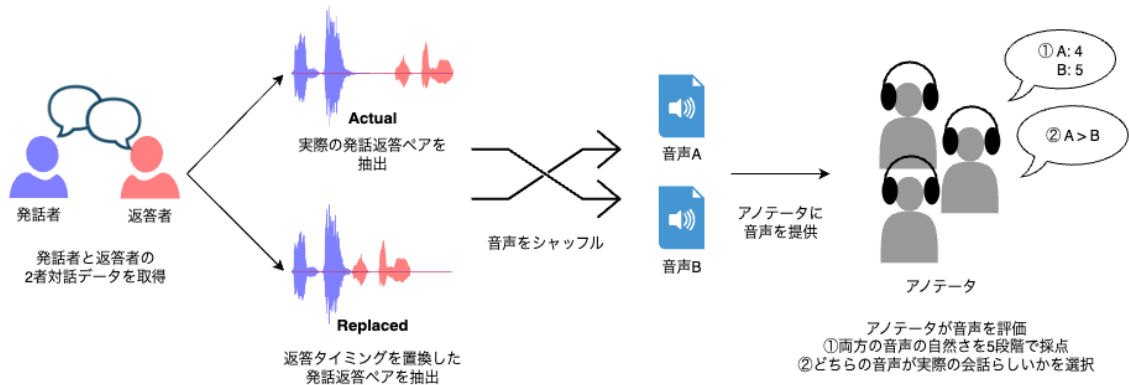 発話者
返答者
発話者と返答者の
2者対話データを取得
Actual
実際の発話返答ペアを
抽出
Replaced
返答タイミングを置換した
発話返答ペアを抽出
音声をシャッフル
音声A
音声B
アノテータに
音声を提供
① A: 4
B: 5
② A > B
アノテータ
アノテータが音声を評価
①両方の音声の自然さを5段階で採点
②どちらの音声が実際の会話らしいかを選択